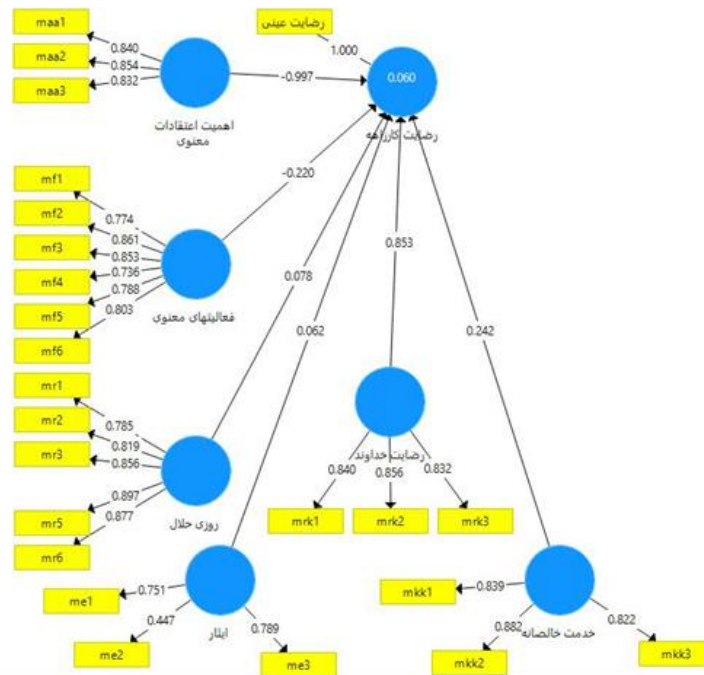 maa1
maa2
maa3
0.840
0.854
0.832
اهمیت اعتقادات
معنوی
-0.997
رضایت عینی
1.000
0.060
رضایت کارراهه
mf1
mf2
mf3
mf4
mf5
mf6
0.774
0.861
0.853
0.736
0.788
0.803
فعالیتهای معنوی
-0.220
mr1
mr2
mr3
mr5
mr6
0.785
0.819
0.856
0.897
0.877
روزی حلال
0.078
me1
me2
me3
0.751
0.447
0.789
ایثار
0.062
0.853
رضایت خداوند
0.840
0.856
0.832
mrk1
mrk2
mrk3
0.242
خدمت خالصانه
mkk1
mkk2
mkk3
0.839
0.882
0.822